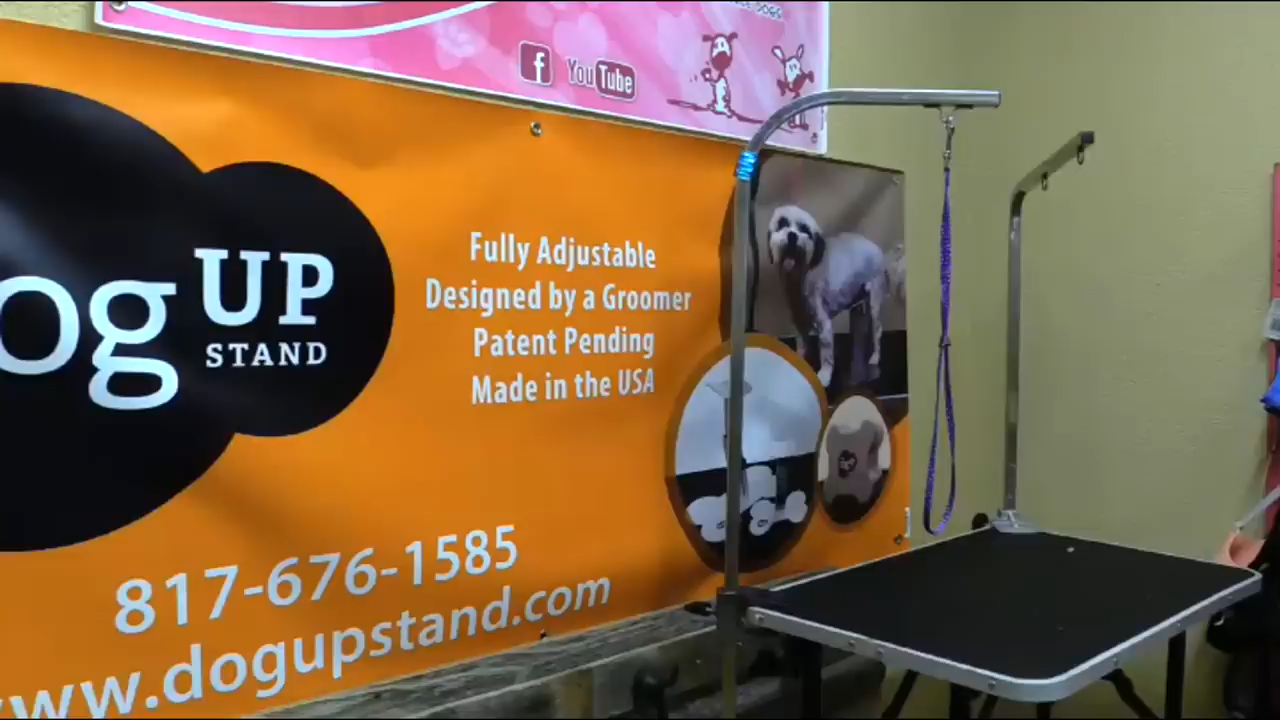 f YouTube
og UP
STAND
Fully Adjustable
Designed by a Groomer
Patent Pending
Made in the USA
817-676-1585
www.dogupstand.com